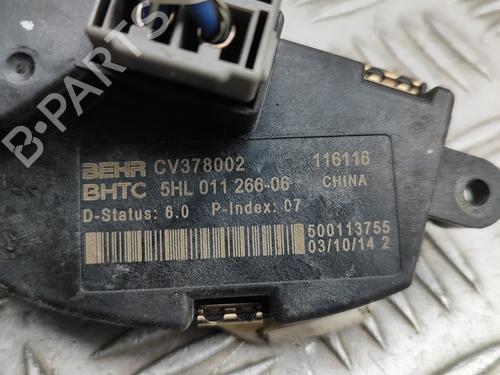 B-PARTS
BEHR CV378002 116116
BHTC 5HL 011 266-06 CHINA
D-Status: 6.0 P-Index: 07
500113755
03/10/14 2